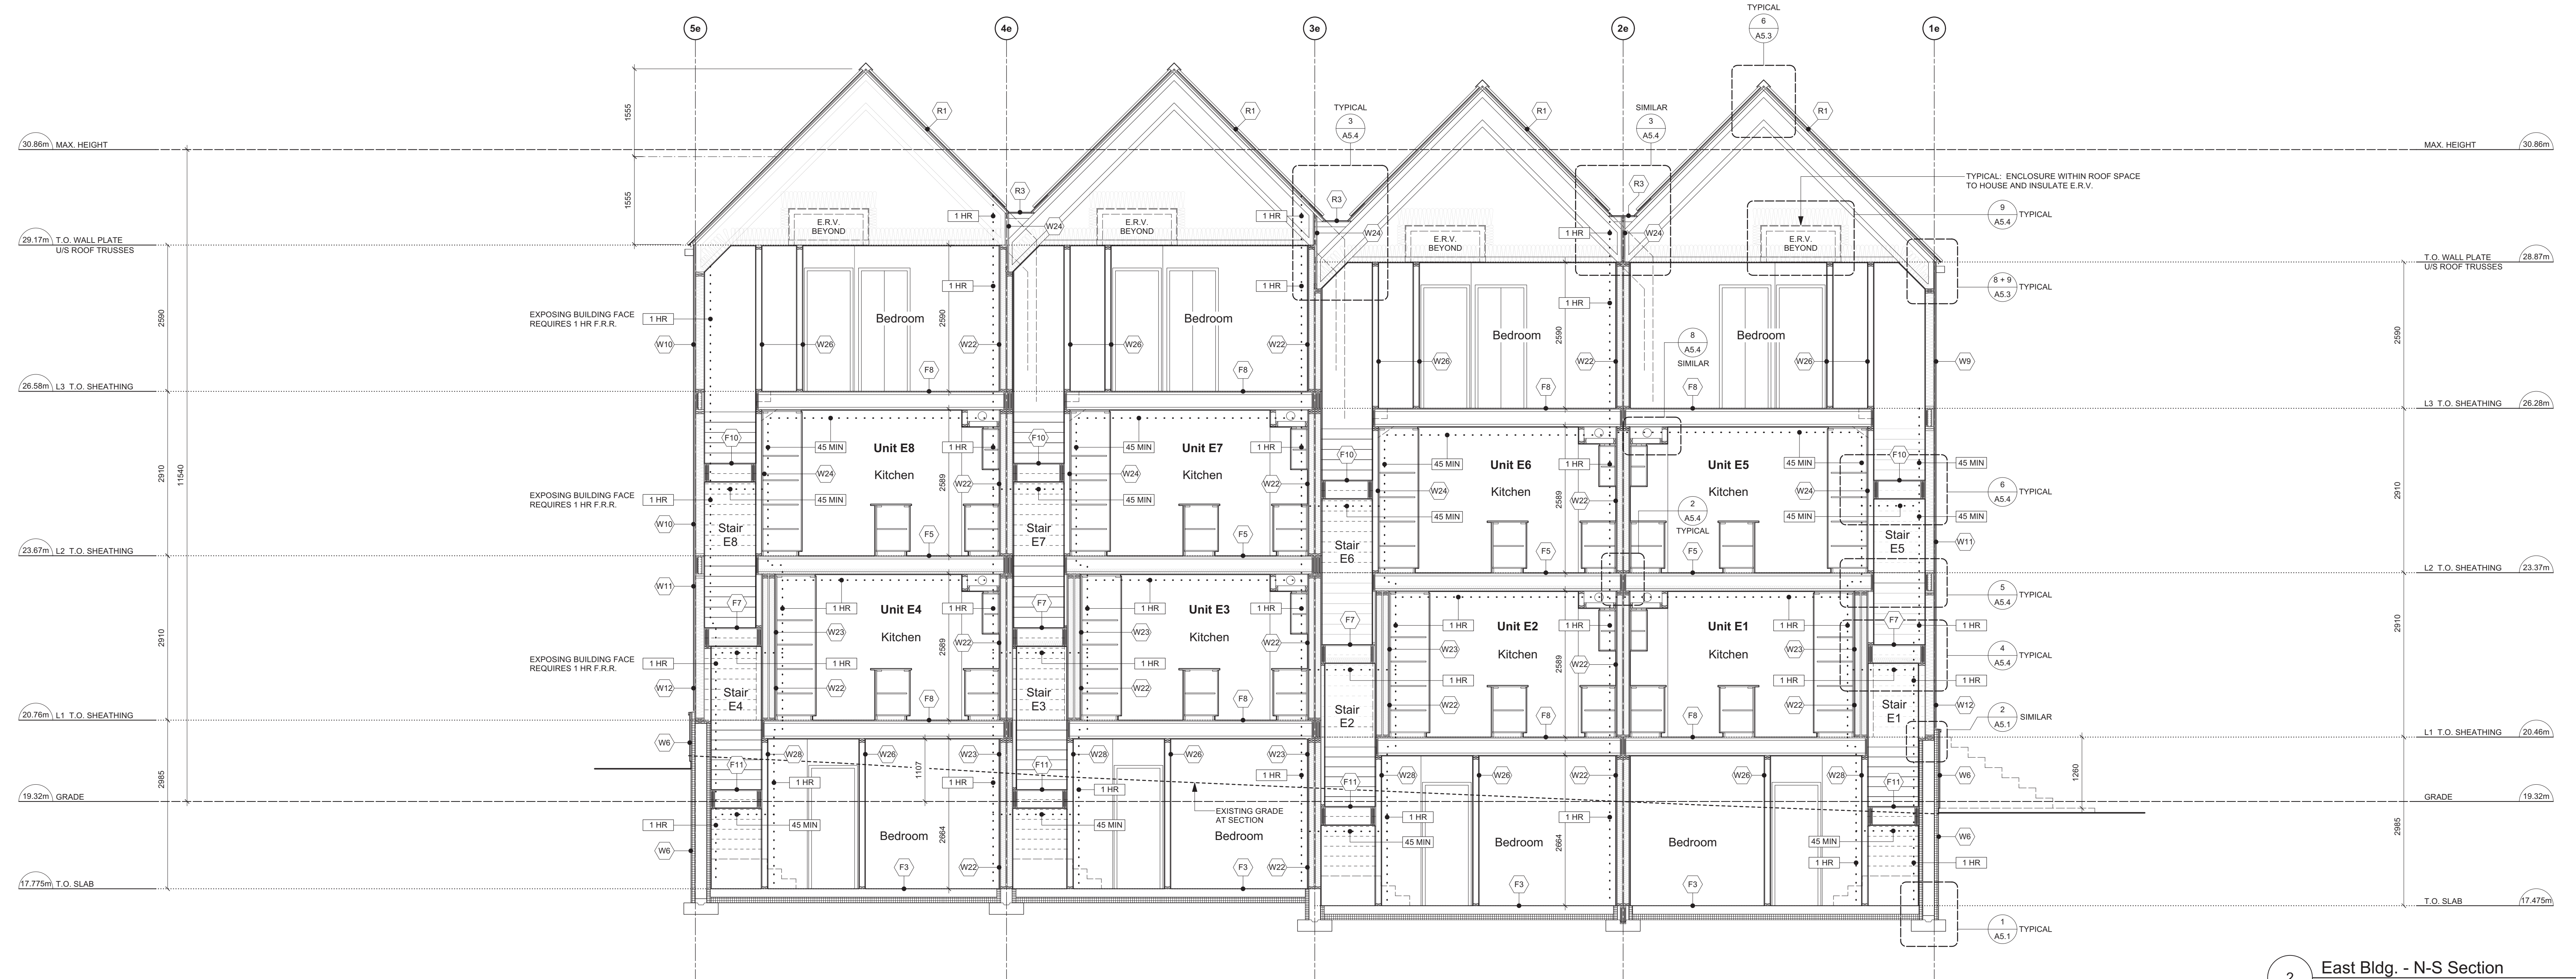 5e
4e
3e
2e
1e
TYPICAL
6
A5.3
1555
1555
R1
R1
R1
R1
TYPICAL
3
A5.4
SIMILAR
3
A5.4
30.86m MAX. HEIGHT
MAX. HEIGHT 30.86m
TYPICAL: ENCLOSURE WITHIN ROOF SPACE
TO HOUSE AND INSULATE E.R.V.
R3
R3
R3
9
A5.4
TYPICAL
1 HR
1 HR
1 HR
W24
W24
W24
E.R.V.
BEYOND
E.R.V.
BEYOND
E.R.V.
BEYOND
E.R.V.
BEYOND
29.17m T.O. WALL PLATE
U/S ROOF TRUSSES
T.O. WALL PLATE 28.87m
U/S ROOF TRUSSES
8 + 9
A5.3
TYPICAL
1 HR
1 HR
1 HR
EXPOSING BUILDING FACE
REQUIRES 1 HR F.R.R.
1 HR
2590
2590
2590
2590
Bedroom
Bedroom
Bedroom
Bedroom
W10
W26
W22
W26
W22
W26
W22
W26
W9
8
A5.4
SIMILAR
F8
F8
F8
F8
26.58m L3 T.O. SHEATHING
L3 T.O. SHEATHING 26.28m
F10
45 MIN
Unit E8
1 HR
F10
45 MIN
Unit E7
1 HR
F10
45 MIN
Unit E6
1 HR
Unit E5
45 MIN
F10
45 MIN
W24
Kitchen
W22
W24
Kitchen
W22
W24
Kitchen
W22
Kitchen
W24
2910
11540
2589
2589
2910
6
A5.4
TYPICAL
EXPOSING BUILDING FACE
REQUIRES 1 HR F.R.R.
1 HR
45 MIN
45 MIN
45 MIN
45 MIN
45 MIN
2
A5.4
TYPICAL
W10
Stair
E8
Stair
E7
Stair
E6
Stair
E5
W11
F5
F5
F5
F5
23.67m L2 T.O. SHEATHING
L2 T.O. SHEATHING 23.37m
W11
F7
1 HR
Unit E4
1 HR
F7
1 HR
Unit E3
1 HR
F7
1 HR
Unit E2
1 HR
Unit E1
1 HR
F7
1 HR
5
A5.4
TYPICAL
W23
Kitchen
W22
W23
Kitchen
W22
W23
Kitchen
W22
Kitchen
W23
2910
2589
2589
2910
4
A5.4
TYPICAL
EXPOSING BUILDING FACE
REQUIRES 1 HR F.R.R.
1 HR
1 HR
1 HR
1 HR
1 HR
1 HR
W12
Stair
E4
W22
Stair
E3
W22
Stair
E2
W22
W22
Stair
E1
W12
F8
F8
F8
F8
2
A5.1
SIMILAR
20.76m L1 T.O. SHEATHING
L1 T.O. SHEATHING 20.46m
W6
W28
W26
W23
W28
W26
W23
W28
W26
W22
W26
W28
W6
F11
F11
F11
F11
1 HR
1107
1 HR
1 HR
1 HR
1260
2985
2985
19.32m GRADE
GRADE 19.32m
EXISTING GRADE
AT SECTION
1 HR
45 MIN
45 MIN
1 HR
1 HR
45 MIN
45 MIN
Bedroom
Bedroom
Bedroom
Bedroom
2664
2664
W6
W6
1 HR
1 HR
F3
W22
F3
W22
F3
F3
17.775m T.O. SLAB
T.O. SLAB 17.475m
1
A5.1
TYPICAL
2
East Bldg. - N-S Section